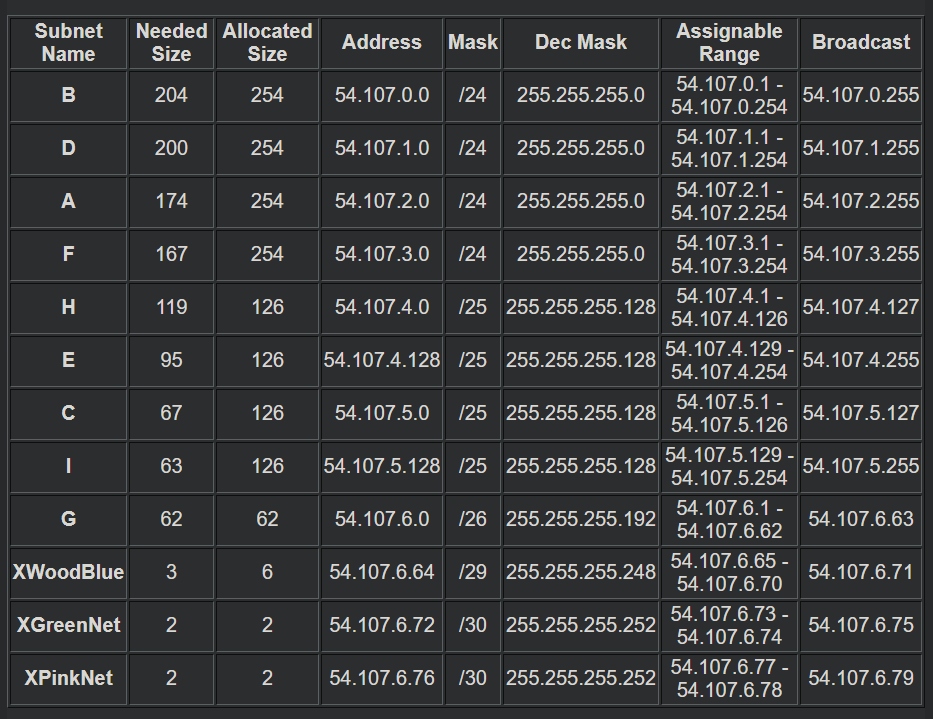 Subnet Name Needed Size Allocated Size Address Mask Dec Mask Assignable Range Broadcast
B 204 254 54.107.0.0 /24 255.255.255.0 54.107.0.1 - 54.107.0.254 54.107.0.255
D 200 254 54.107.1.0 /24 255.255.255.0 54.107.1.1 - 54.107.1.254 54.107.1.255
A 174 254 54.107.2.0 /24 255.255.255.0 54.107.2.1 - 54.107.2.254 54.107.2.255
F 167 254 54.107.3.0 /24 255.255.255.0 54.107.3.1 - 54.107.3.254 54.107.3.255
H 119 126 54.107.4.0 /25 255.255.255.128 54.107.4.1 - 54.107.4.126 54.107.4.127
E 95 126 54.107.4.128 /25 255.255.255.128 54.107.4.129 - 54.107.4.254 54.107.4.255
C 67 126 54.107.5.0 /25 255.255.255.128 54.107.5.1 - 54.107.5.126 54.107.5.127
I 63 126 54.107.5.128 /25 255.255.255.128 54.107.5.129 - 54.107.5.254 54.107.5.255
G 62 62 54.107.6.0 /26 255.255.255.192 54.107.6.1 - 54.107.6.62 54.107.6.63
XWoodBlue 3 6 54.107.6.64 /29 255.255.255.248 54.107.6.65 - 54.107.6.70 54.107.6.71
XGreenNet 2 2 54.107.6.72 /30 255.255.255.252 54.107.6.73 - 54.107.6.74 54.107.6.75
XPinkNet 2 2 54.107.6.76 /30 255.255.255.252 54.107.6.77 - 54.107.6.78 54.107.6.79